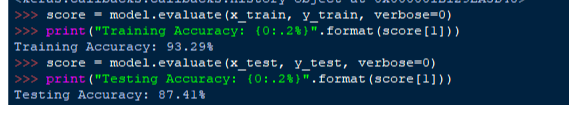 >>> score = model.evaluate(x_train, y_train, verbose=0)
>>> print("Training Accuracy: {0:.2%}".format(score[1]))
Training Accuracy: 93.29%
>>> score = model.evaluate(x_test, y_test, verbose=0)
>>> print("Testing Accuracy: {0:.2%}".format(score[1]))
Testing Accuracy: 87.41%